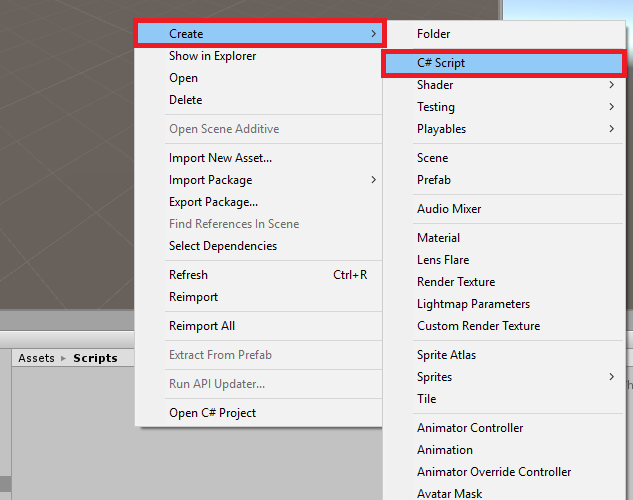 Create
Show in Explorer
Open
Delete
Open Scene Additive
Import New Asset...
Import Package
Export Package...
Find References In Scene
Select Dependencies
Refresh Ctrl+R
Reimport
Reimport All
Extract From Prefab
Run API Updater...
Open C# Project
Folder
C# Script
Shader
Testing
Playables
Scene
Prefab
Audio Mixer
Material
Lens Flare
Render Texture
Lightmap Parameters
Custom Render Texture
Sprite Atlas
Sprites
Tile
Animator Controller
Animation
Animator Override Controller
Avatar Mask
Assets ▸ Scripts